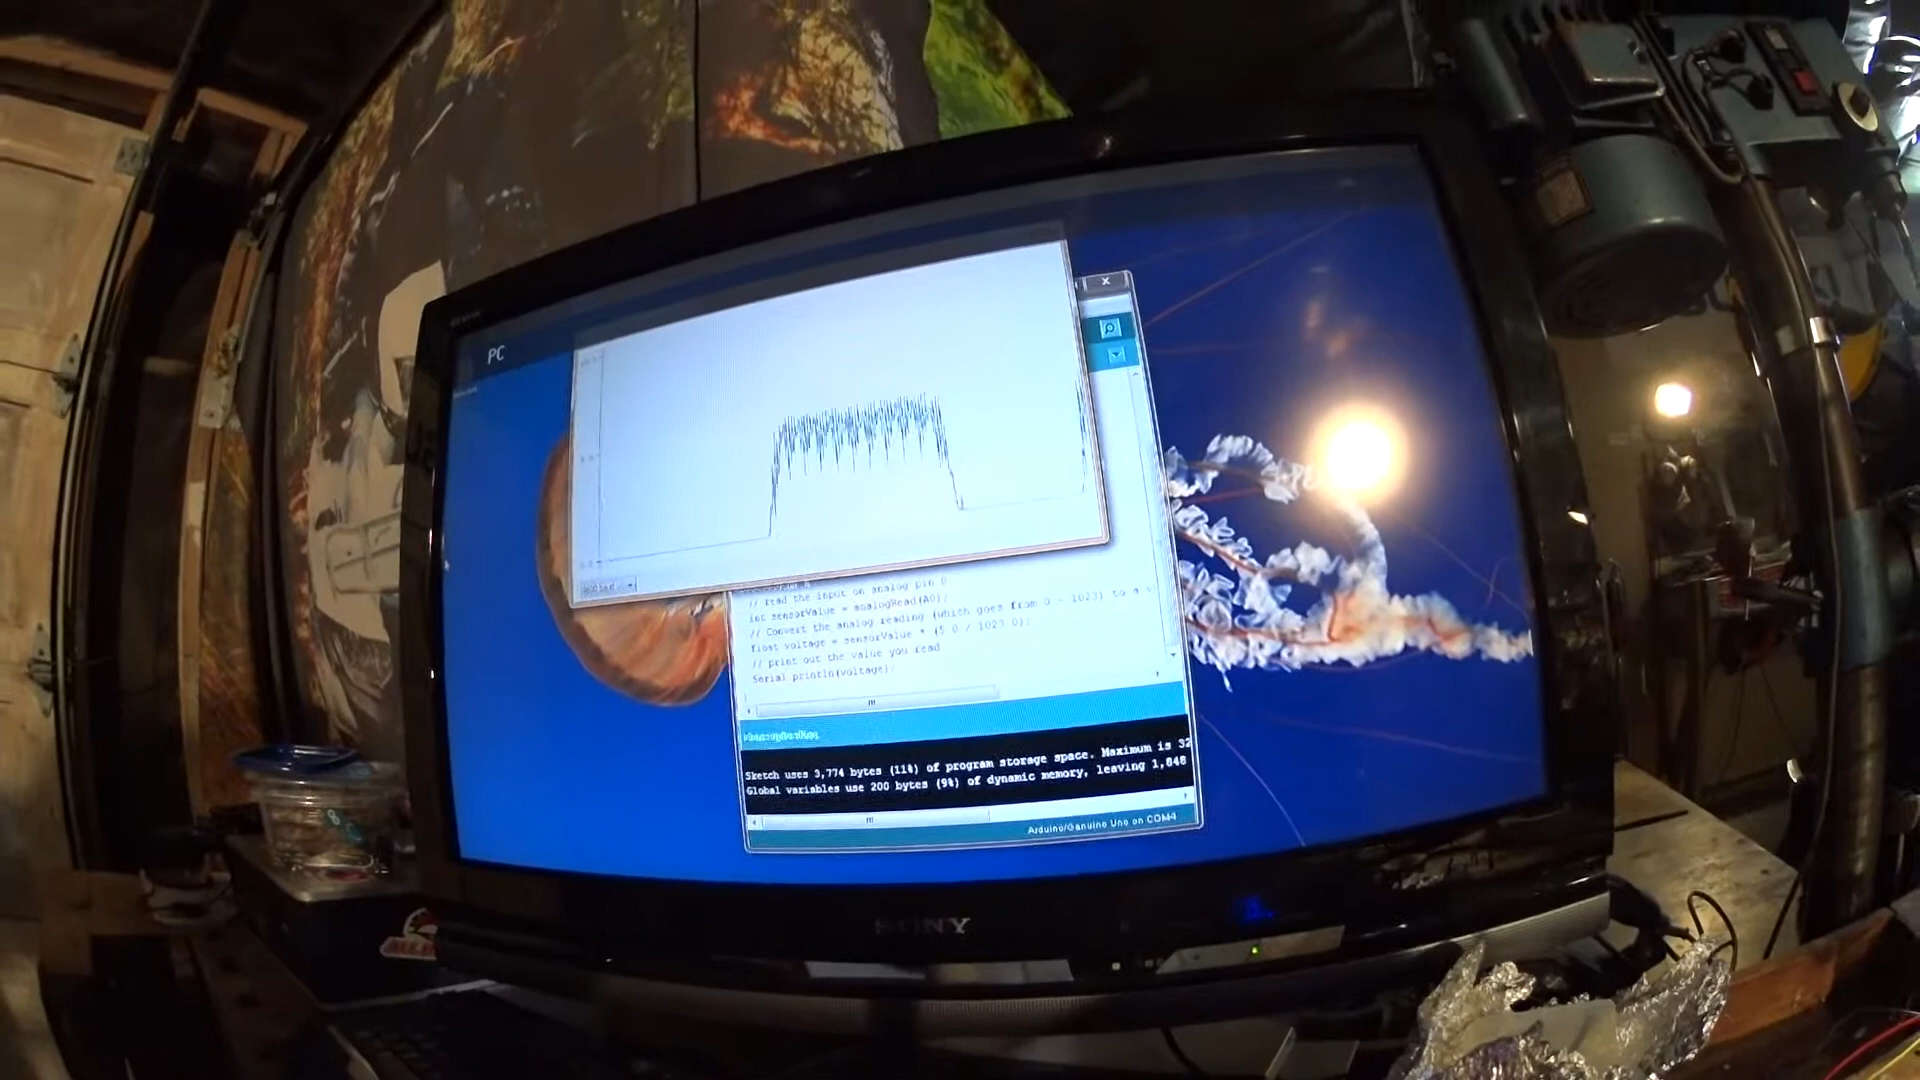 PC
X
// read the input on analog pin 0
int sensorValue = analogRead(A0);
// Convert the analog reading (which goes from 0 - 1023) to a
float voltage = sensorValue * (5.0 / 1023.0);
// print out the value you read
Serial.println(voltage);
Sketch uses 3,774 bytes (11%) of program storage space. Maximum is 32
Global variables use 200 bytes (9%) of dynamic memory, leaving 1,848
Arduino/Genuino Uno on COM4
SONY